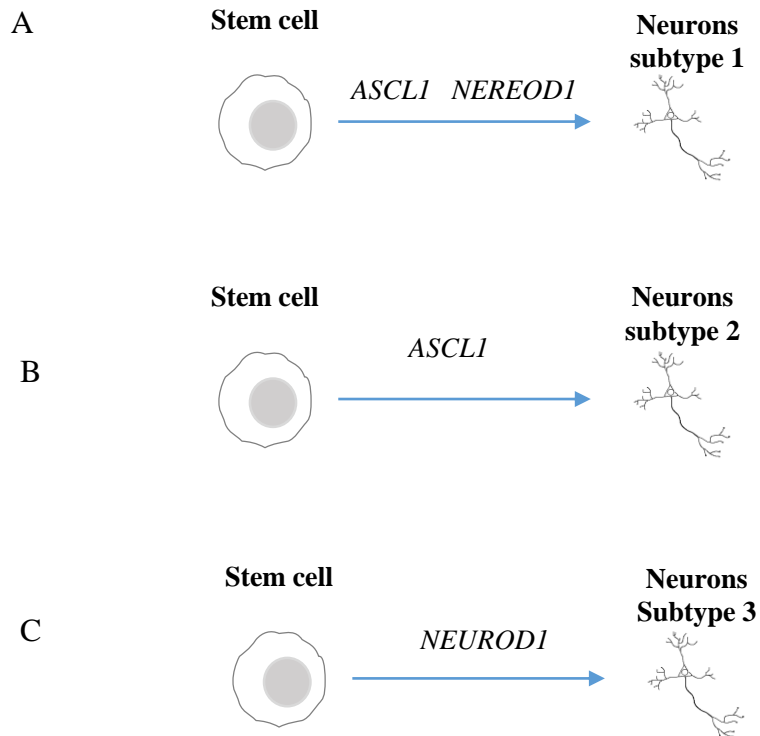 A
Stem cell
Neurons
subtype 1
ASCL1 NEREOD1
B
Stem cell
Neurons
subtype 2
ASCL1
C
Stem cell
Neurons
Subtype 3
NEUROD1